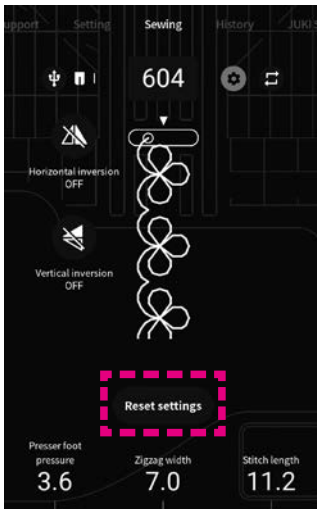 upport Setting Sewing History JUKI S
604
Horizontal inversion
OFF
Vertical inversion
OFF
Reset settings
Presser foot
pressure
3.6
Zigzag width
7.0
Stitch length
11.2